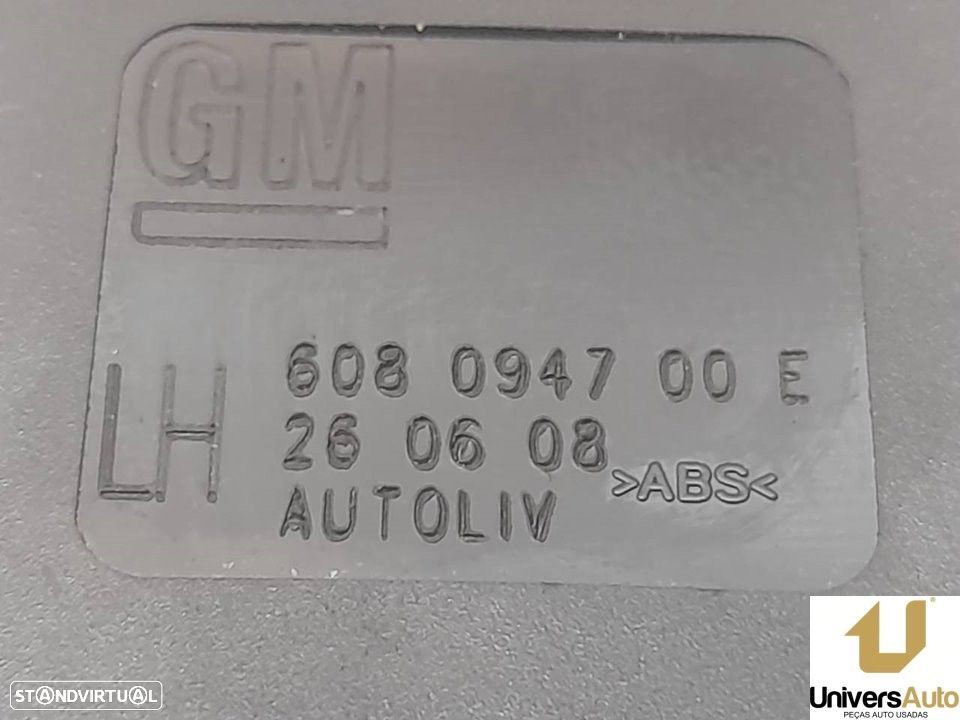 GM
LH
608 0947 00 E
26 06 08
>ABS<
AUTOLIV
STANDVIRTUAL
UniversAuto
PEÇAS AUTO USADAS